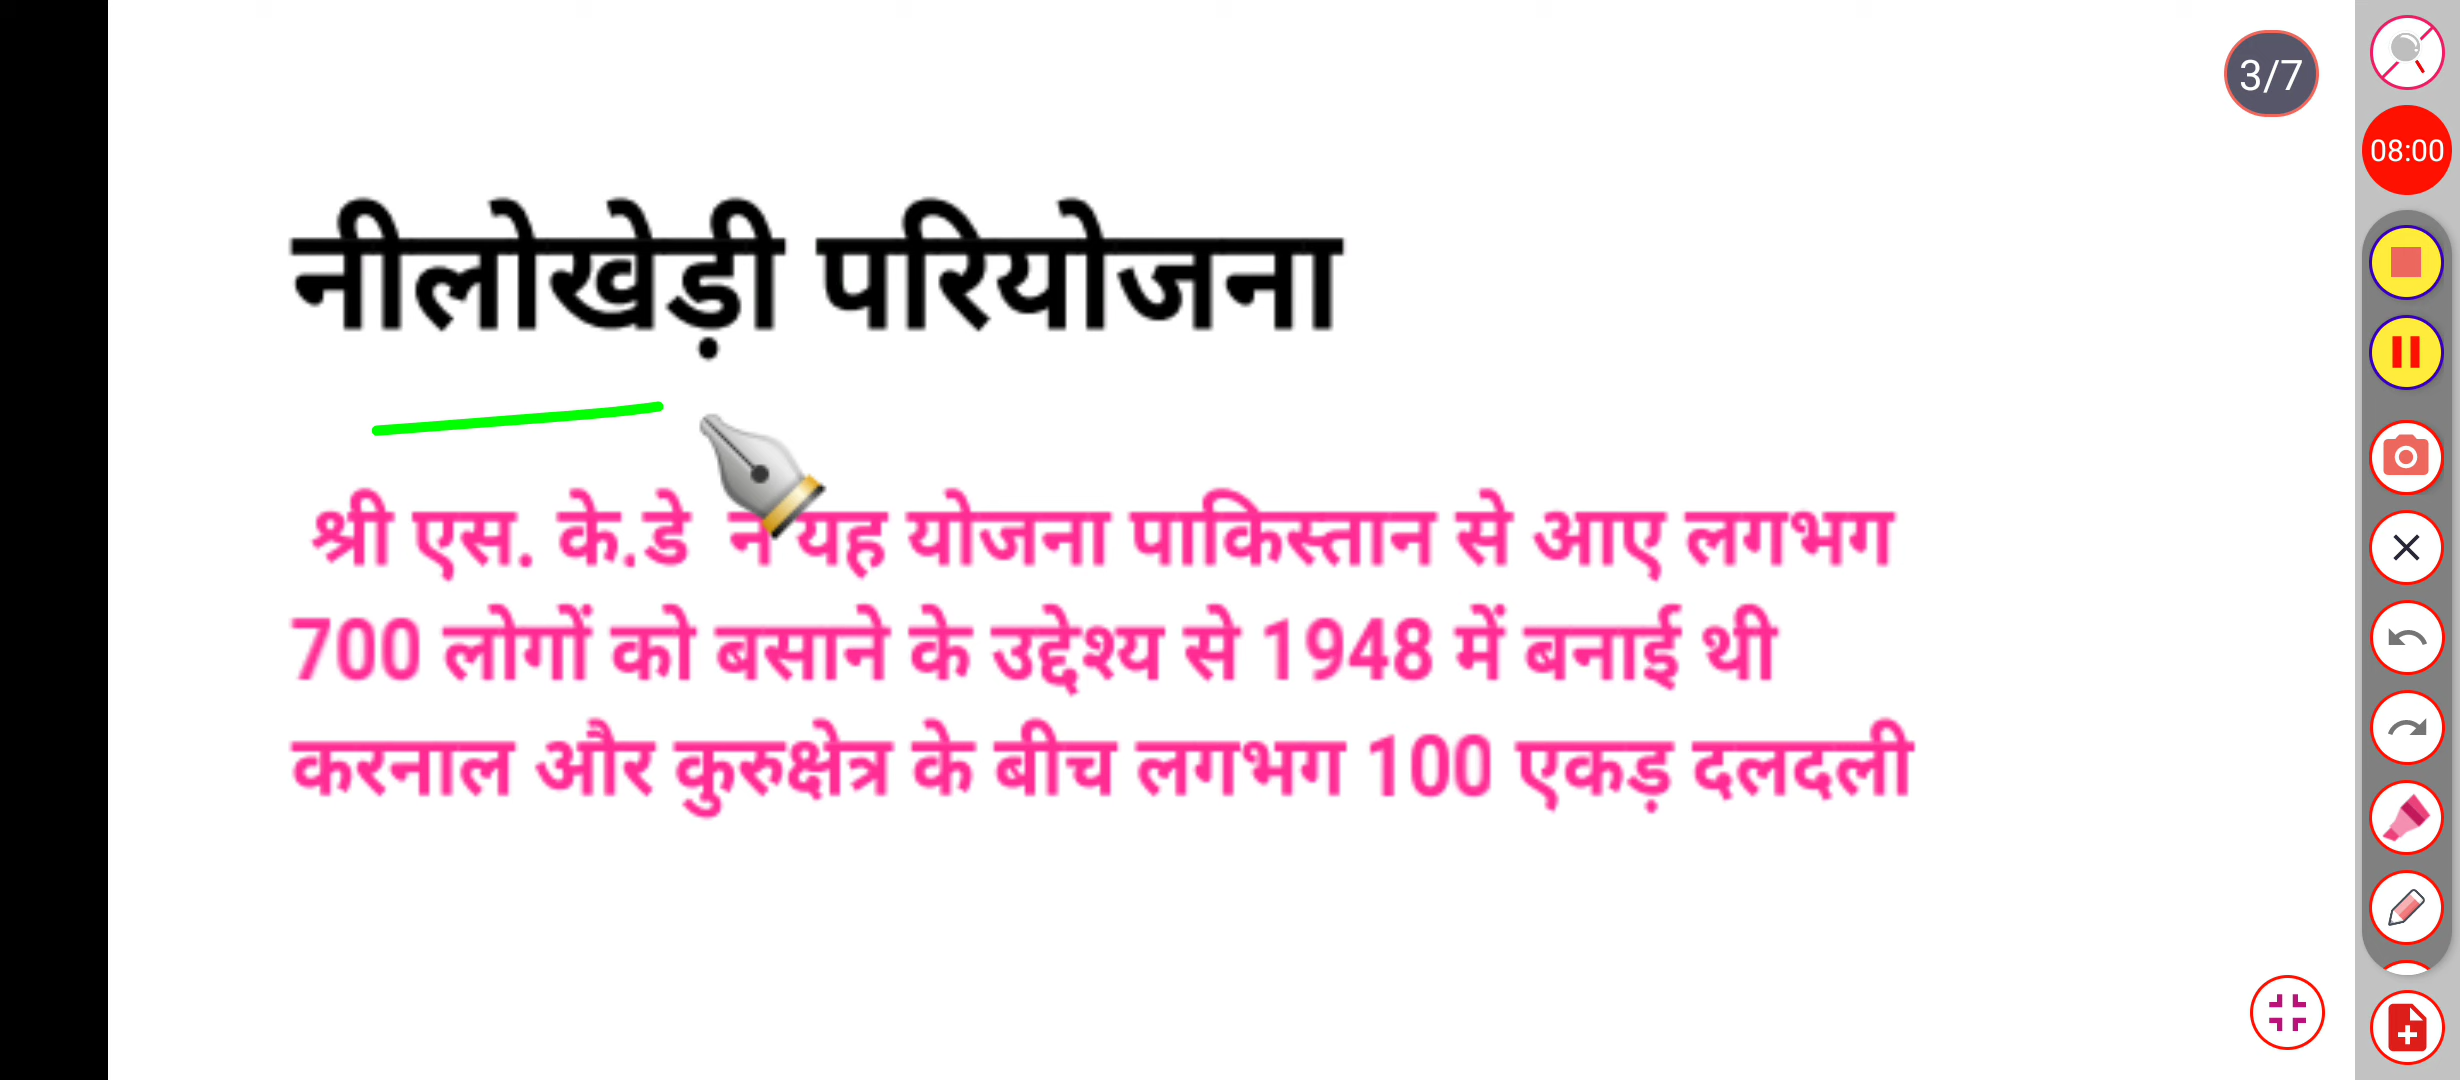 3/7
08:00
नीलोखेड़ी परियोजना
श्री एस. के.डे ने यह योजना पाकिस्तान से आए लगभग
700 लोगों को बसाने के उद्देश्य से 1948 में बनाई थी
करनाल और कुरुक्षेत्र के बीच लगभग 100 एकड़ दलदली